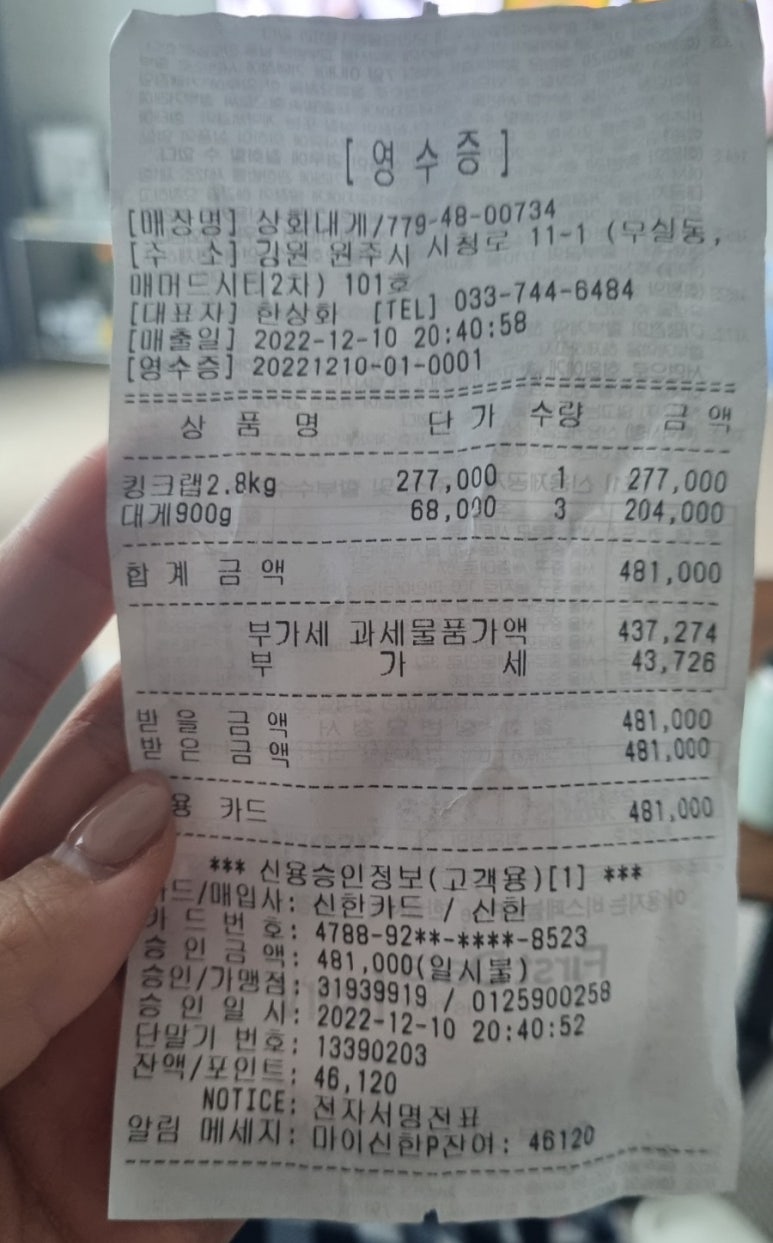 [영수증]
[매장명] 상회내게/779-48-00734
[주 소] 강원 원주시 시청로 11-1 (무실동,
매머드시티2차) 101호
[대표자] 한상화 [TEL] 033-744-6484
[매출일] 2022-12-10 20:40:58
[영수증] 20221210-01-0001
상 품 명 단 가 수량 금 액
킹크랩2.8kg 277,000 1 277,000
대게900g 68,000 3 204,000
합 계 금 액 481,000
부가세 과세물품가액 437,274
부 가 세 43,726
받 을 금 액 481,000
받 은 금 액 481,000
용 카드 481,000
*** 신용승인정보(고객용)[1] ***
카드/매입사: 신한카드 / 신한
카 드 번 호: 4788-92**-****-8523
승 인 금 액: 481,000(일시불)
승인/가맹점: 31939919 / 0125900258
승 인 일 시: 2022-12-10 20:40:52
단말기 번호: 13390203
잔액/포인트: 46,120
NOTICE: 전자서명전표
알림 메세지: 마이신한P잔여: 46120